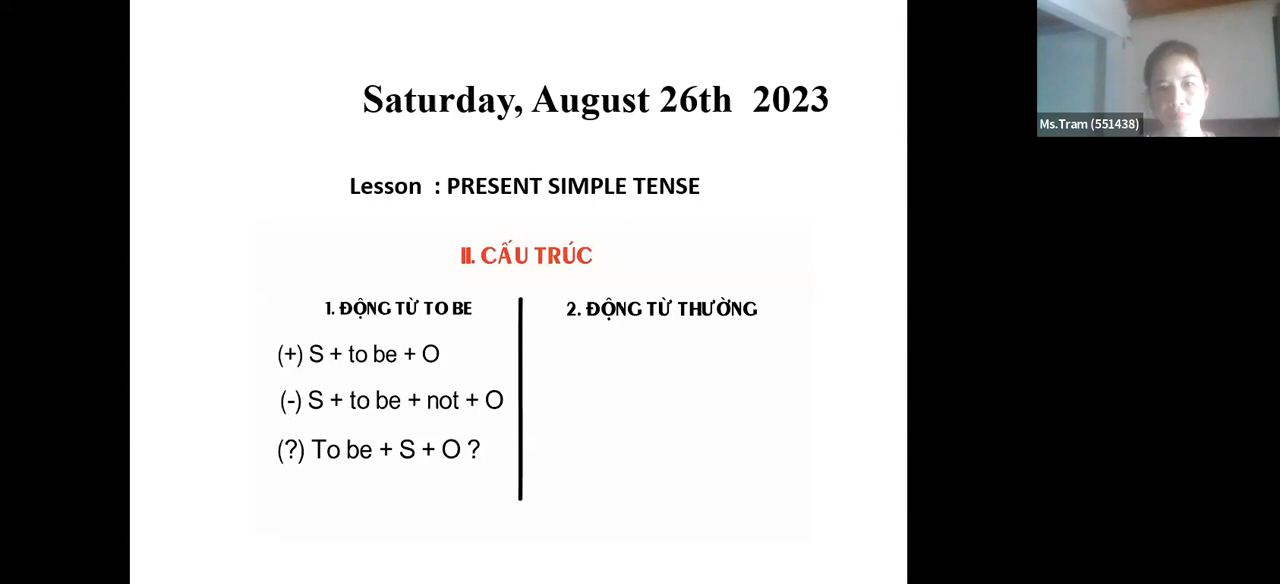 Saturday, August 26th 2023
Ms.Tram (551438)
Lesson : PRESENT SIMPLE TENSE
II. CẤU TRÚC
1. ĐỘNG TỪ TO BE
2. ĐỘNG TỪ THƯỜNG
(+) S + to be + O
(-) S + to be + not + O
(?) To be + S + O ?